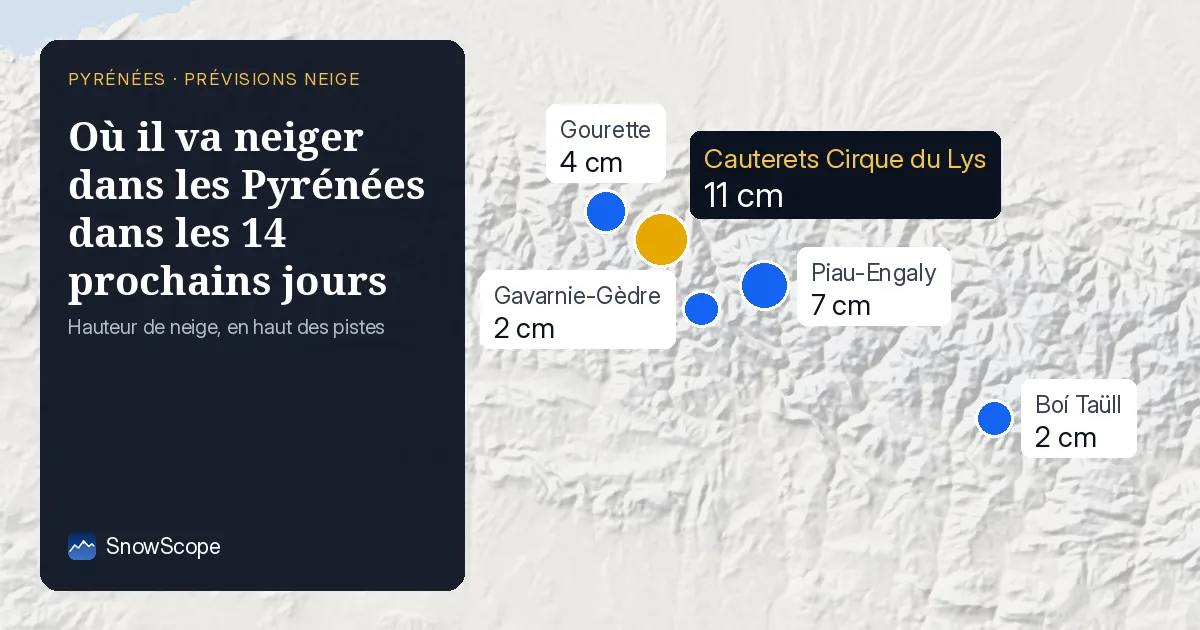 PYRÉNÉES · PRÉVISIONS NEIGE
Où il va neiger
dans les Pyrénées
dans les 14
prochains jours
Hauteur de neige, en haut des pistes
SnowScope
Gourette
4 cm
Cauterets Cirque du Lys
11 cm
Gavarnie-Gèdre
2 cm
Piau-Engaly
7 cm
Boí Taüll
2 cm